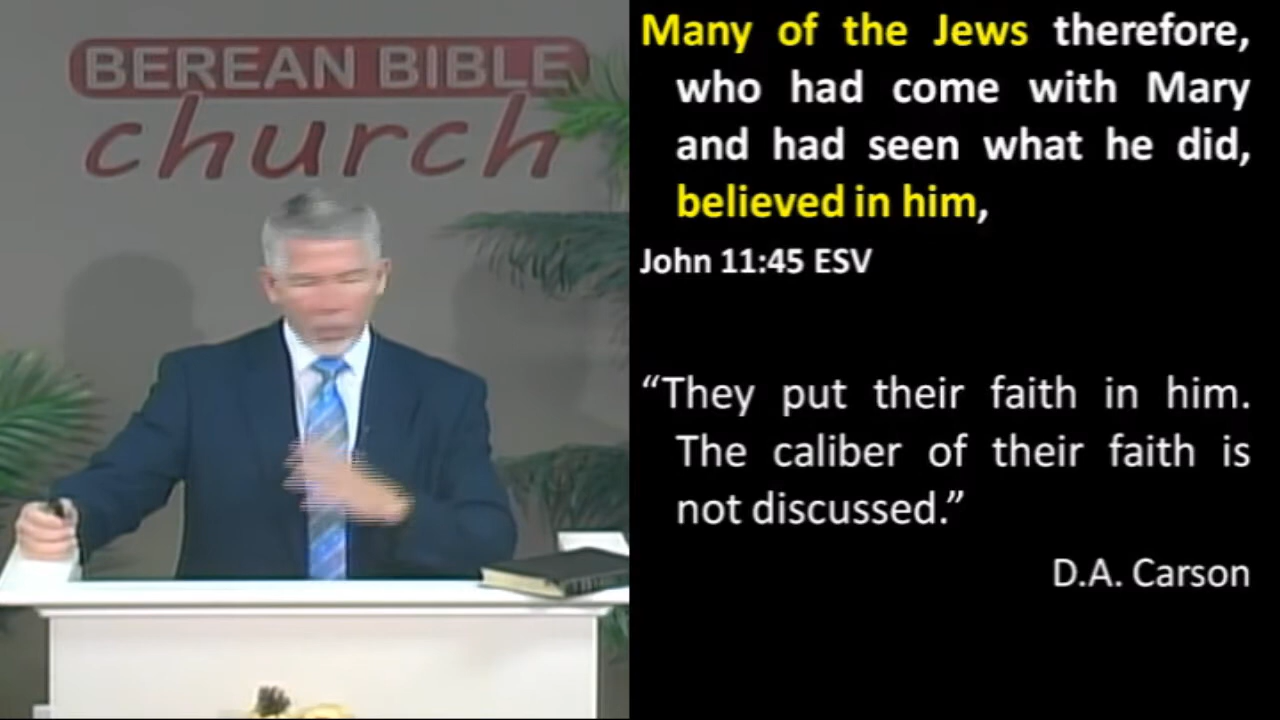 BEREAN BIBLE
church
Many of the Jews therefore,
who had come with Mary
and had seen what he did,
believed in him,
John 11:45 ESV
“They put their faith in him.
The caliber of their faith is
not discussed.”
D.A. Carson